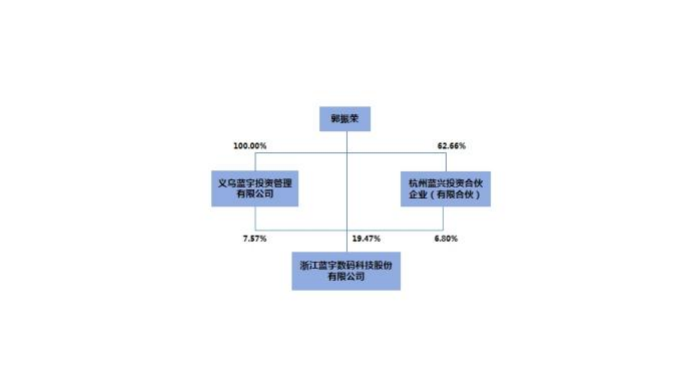 郭振荣
100.00%
62.66%
义乌蓝宇投资管理
有限公司
杭州蓝兴投资合伙
企业（有限合伙）
7.57%
19.47%
6.80%
浙江蓝宇数码科技股份
有限公司